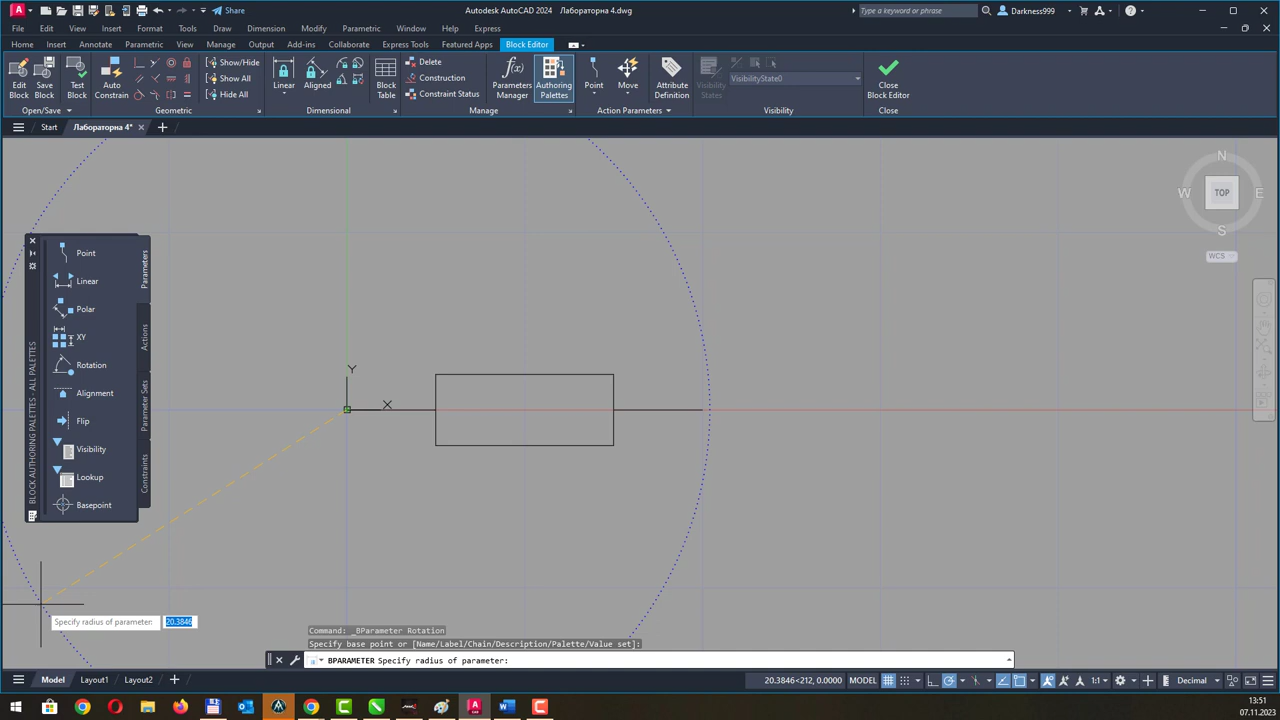 Share
Autodesk AutoCAD 2024 Лабораторна 4.dwg
Type a keyword or phrase
Darkness999
File Edit View Insert Format Tools Draw Dimension Modify Parametric Window Help Express
Home Insert Annotate Parametric View Manage Output Add-ins Collaborate Express Tools Featured Apps Block Editor
Edit Block
Save Block
Test Block
Auto Constrain
Show/Hide
Show All
Hide All
Linear
Aligned
Block Table
Delete
Construction
Constraint Status
Parameters Manager
Authoring Palettes
Point
Move
Attribute Definition
Visibility States
VisibilityState0
Close Block Editor
Open/Save
Geometric
Dimensional
Manage
Action Parameters
Visibility
Close
Start
Лабораторна 4*
N
W
TOP
E
S
WCS
BLOCK AUTHORING PALETTES - ALL PALETTES
Point
Linear
Polar
XY
Rotation
Alignment
Flip
Visibility
Lookup
Basepoint
Parameters
Actions
Parameter Sets
Constraints
Y
X
Specify radius of parameter:
20.3846
Command: _BParameter Rotation
Specify base point or [Name/Label/Chain/Description/Palette/Value set]:
BPARAMETER Specify radius of parameter:
Model Layout1 Layout2
20.3846<212, 0.0000 MODEL
1:1
Decimal
13:51
07.11.2023